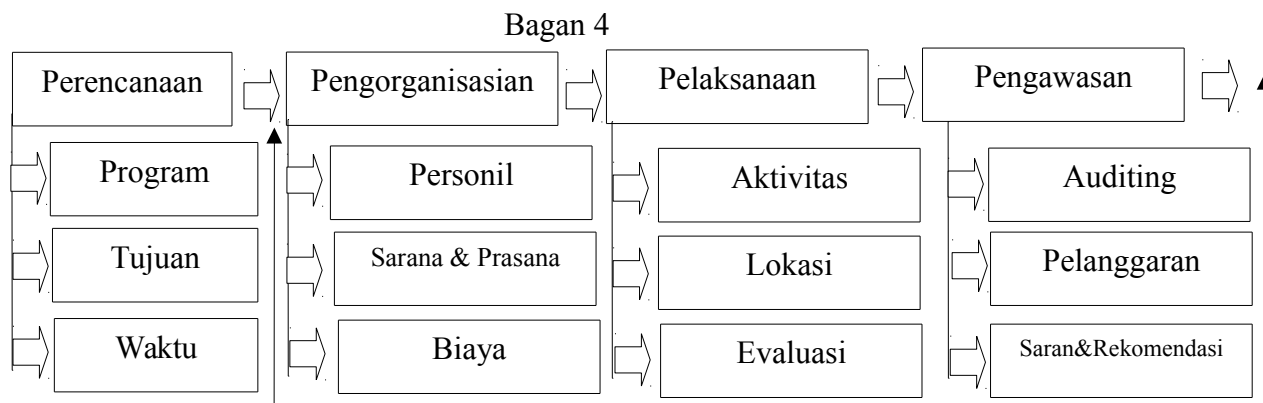 Bagan 4
Perencanaan
Pengorganisasian
Pelaksanaan
Pengawasan
Program
Personil
Aktivitas
Auditing
Tujuan
Sarana & Prasana
Lokasi
Pelanggaran
Waktu
Biaya
Evaluasi
Saran&Rekomendasi